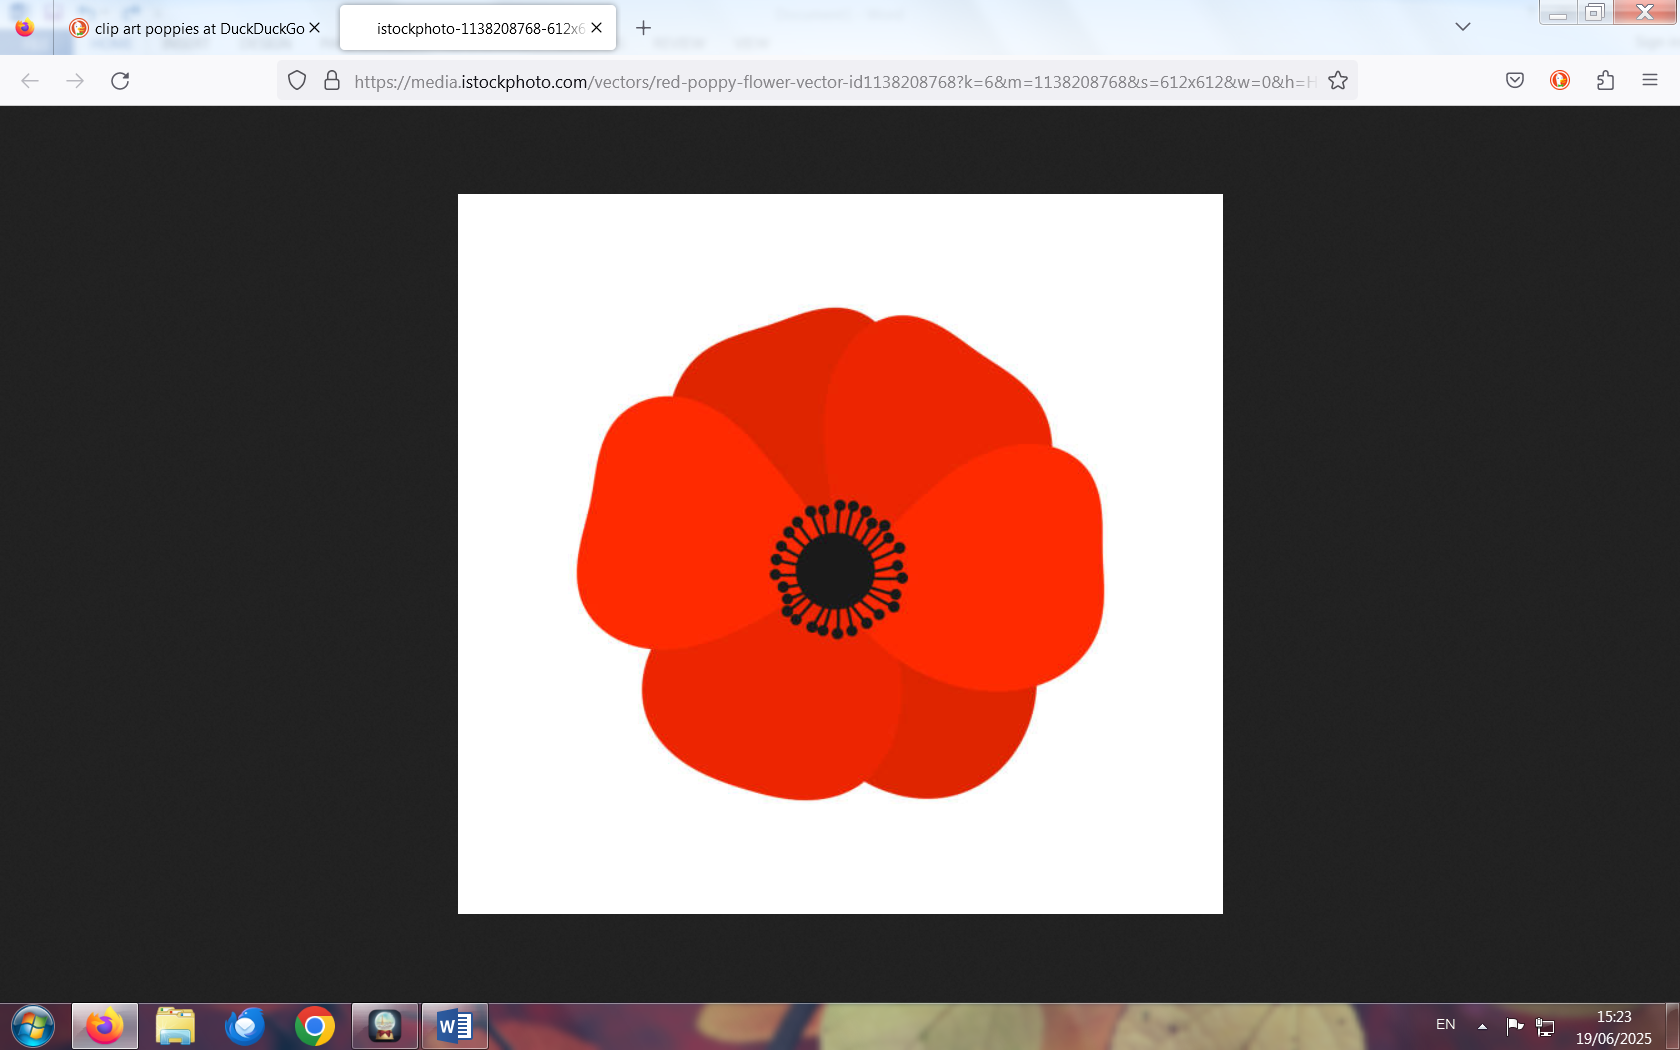 clip art poppies at DuckDuckGo
istockphoto-1138208768-612x6
https://media.istockphoto.com/vectors/red-poppy-flower-vector-id1138208768?k=6&m=1138208768&s=612x612&w=0&h=H
W
EN
15:23
19/06/2025